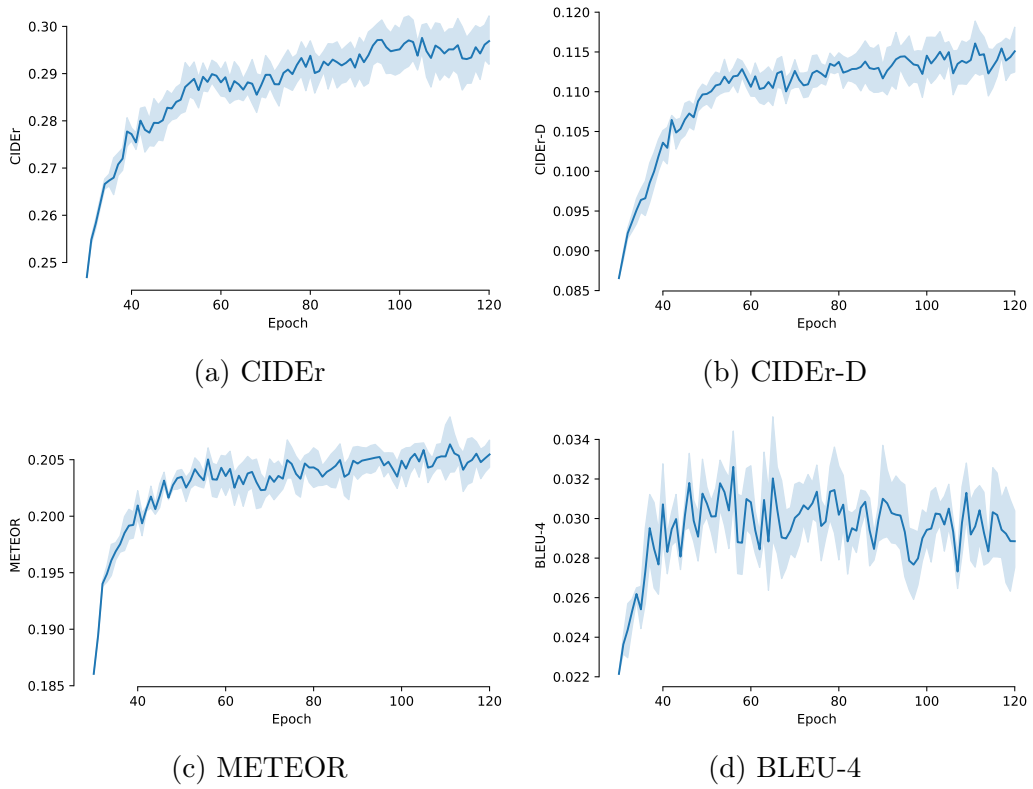 0.30
0.29
0.28
0.27
0.26
0.25
CIDEr
40 60 80 100 120
Epoch
(a) CIDEr
0.120
0.115
0.110
0.105
0.100
0.095
0.090
0.085
CIDEr-D
40 60 80 100 120
Epoch
(b) CIDEr-D
0.205
0.200
0.195
0.190
0.185
METEOR
40 60 80 100 120
Epoch
(c) METEOR
0.034
0.032
0.030
0.028
0.026
0.024
0.022
BLEU-4
40 60 80 100 120
Epoch
(d) BLEU-4